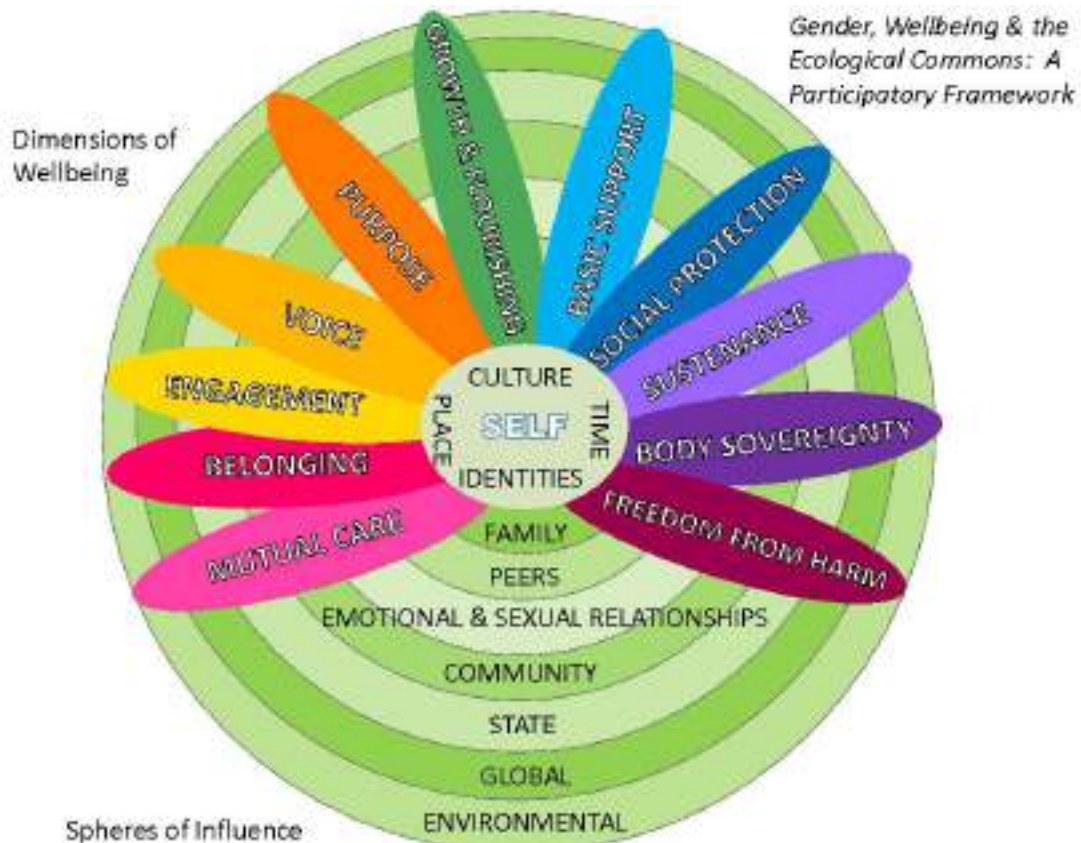 Gender, Wellbeing & the
Ecological Commons: A
Participatory Framework
Dimensions of
Wellbeing
MUTUAL CARE
BELONGING
ENGAGEMENT
VOICE
PURPOSE
GROWTH & FLOURISHING
BASIC SUPPORT
SOCIAL PROTECTION
SUSTENANCE
BODY SOVEREIGNTY
FREEDOM FROM HARM
CULTURE
PLACE
SELF
TIME
IDENTITIES
FAMILY
PEERS
EMOTIONAL & SEXUAL RELATIONSHIPS
COMMUNITY
STATE
GLOBAL
ENVIRONMENTAL
Spheres of Influence